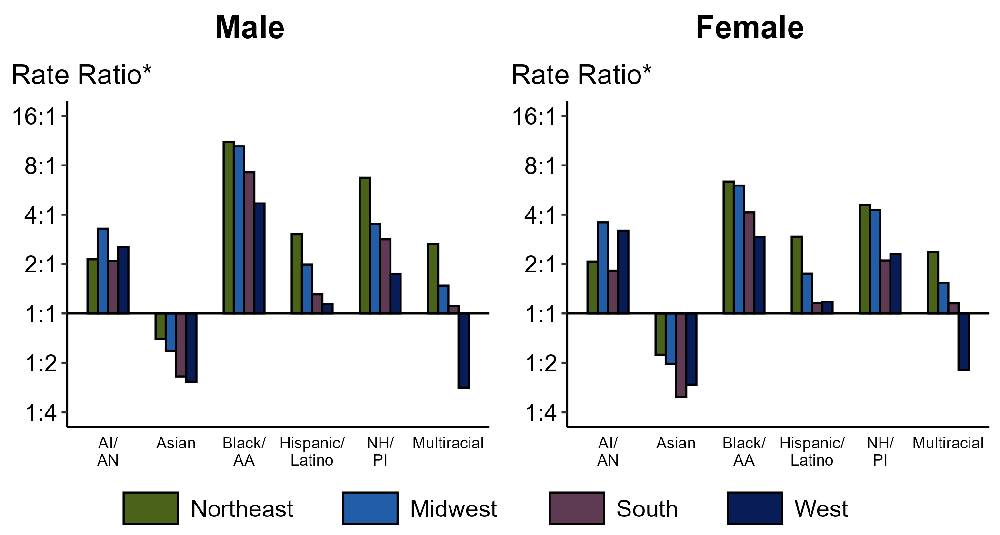 Male
Female
Rate Ratio*
Rate Ratio*
16:1
8:1
4:1
2:1
1:1
1:2
1:4
16:1
8:1
4:1
2:1
1:1
1:2
1:4
AI/
AN
Asian
Black/
AA
Hispanic/
Latino
NH/
PI
Multiracial
AI/
AN
Asian
Black/
AA
Hispanic/
Latino
NH/
PI
Multiracial
Northeast
Midwest
South
West